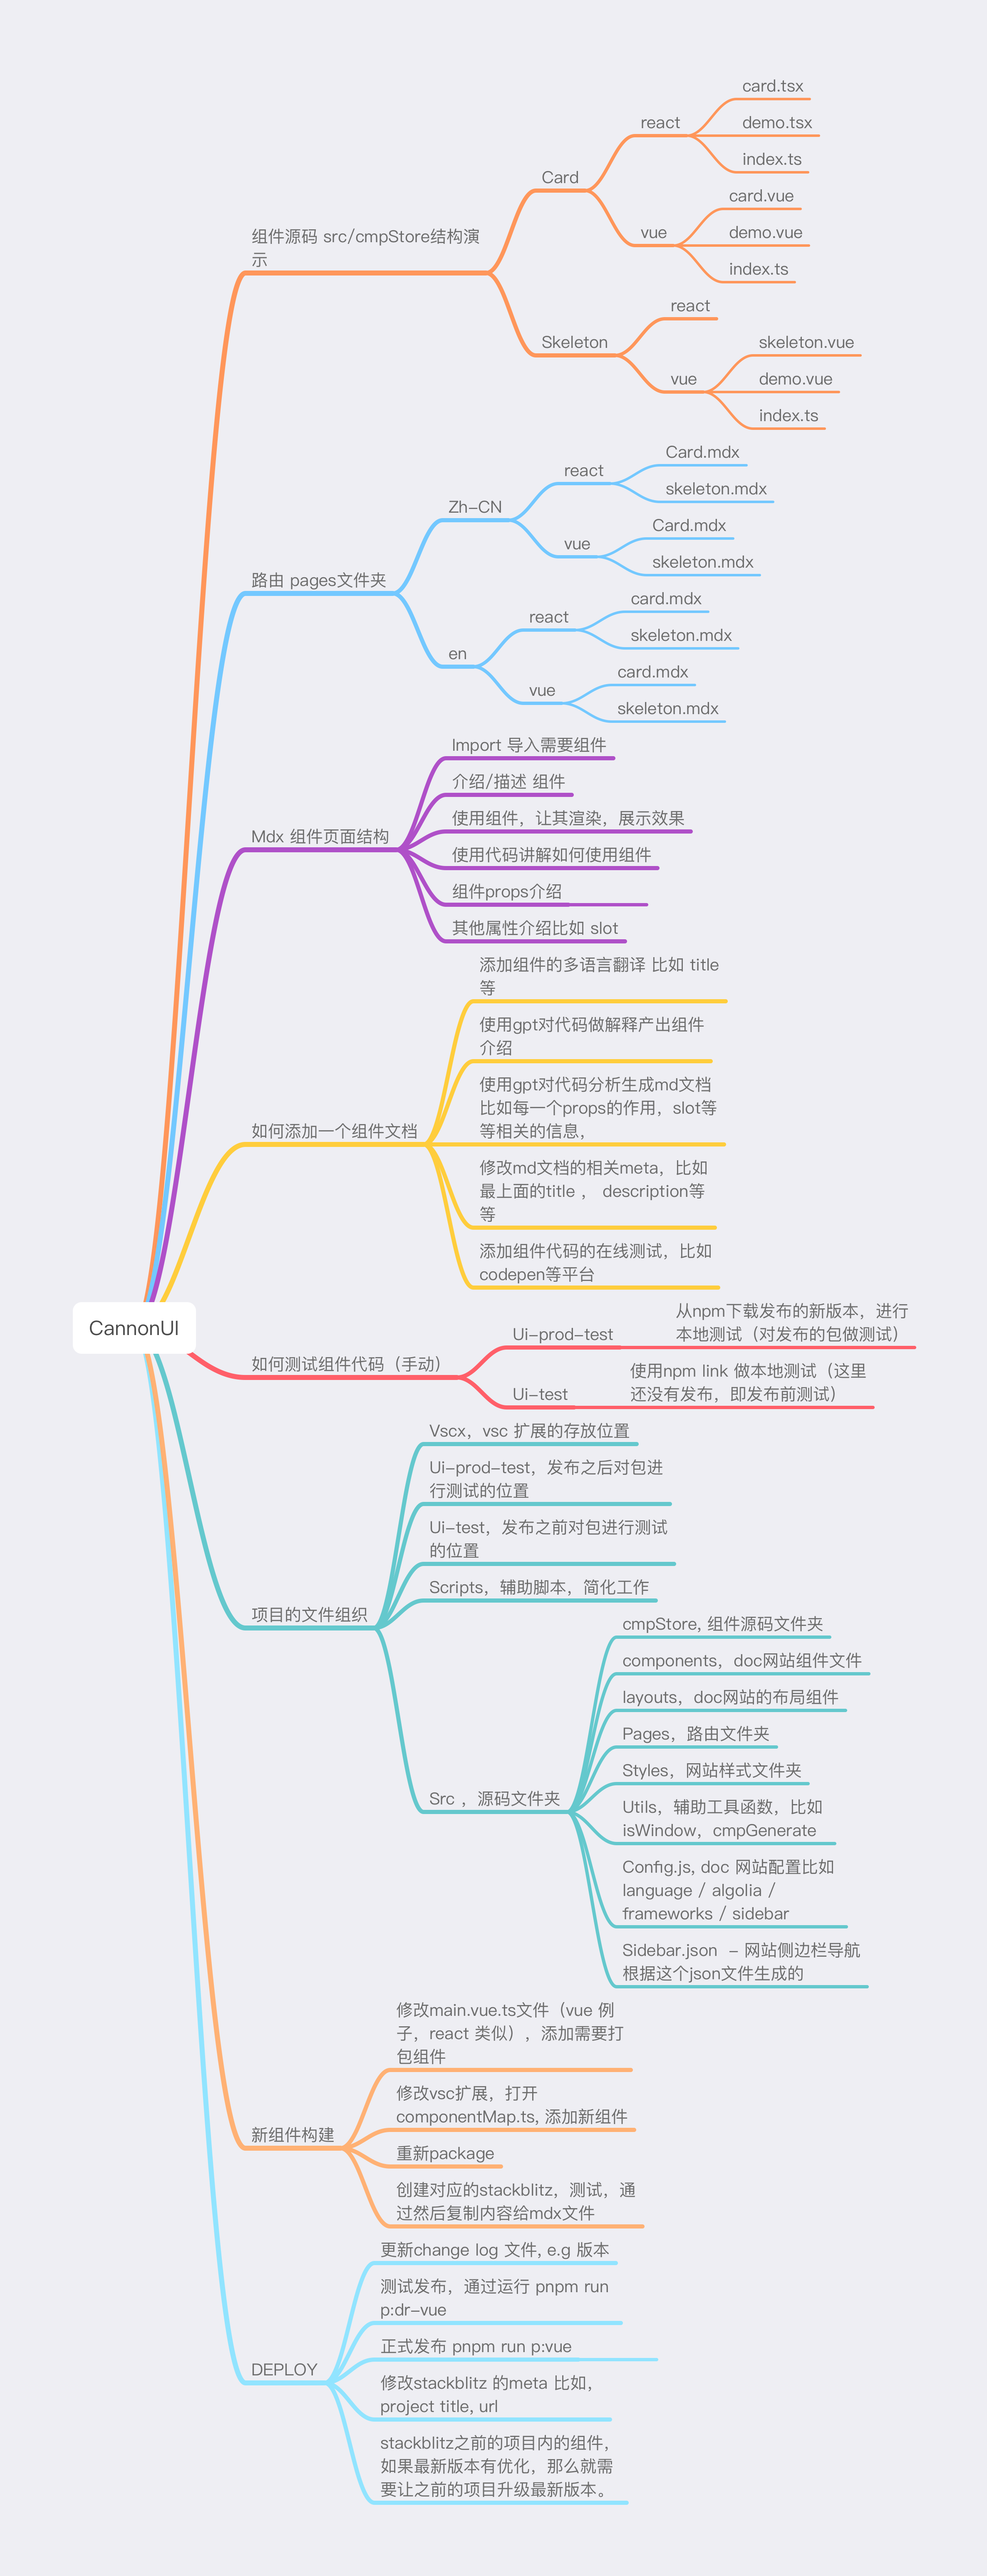 card.tsx
react
demo.tsx
index.ts
Card
card.vue
vue
demo.vue
index.ts
组件源码 src/cmpStore结构演
示
react
Skeleton
skeleton.vue
vue
demo.vue
index.ts
Card.mdx
react
skeleton.mdx
Zh-CN
Card.mdx
vue
skeleton.mdx
路由 pages文件夹
card.mdx
react
skeleton.mdx
en
card.mdx
vue
skeleton.mdx
Import 导入需要组件
介绍/描述 组件
使用组件，让其渲染，展示效果
Mdx 组件页面结构
使用代码讲解如何使用组件
组件props介绍
其他属性介绍比如 slot
添加组件的多语言翻译 比如 title
等
使用gpt对代码做解释产出组件
介绍
使用gpt对代码分析生成md文档
比如每一个props的作用，slot等
等相关的信息，
如何添加一个组件文档
修改md文档的相关meta，比如
最上面的title ， description等
等
添加组件代码的在线测试，比如
codepen等平台
CannonUI
从npm下载发布的新版本，进行
本地测试（对发布的包做测试）
Ui-prod-test
如何测试组件代码（手动）
使用npm link 做本地测试（这里
还没有发布，即发布前测试）
Ui-test
Vscx，vsc 扩展的存放位置
Ui-prod-test，发布之后对包进
行测试的位置
Ui-test，发布之前对包进行测试
的位置
Scripts，辅助脚本，简化工作
项目的文件组织
cmpStore, 组件源码文件夹
components，doc网站组件文件
layouts，doc网站的布局组件
Pages，路由文件夹
Styles，网站样式文件夹
Src ，源码文件夹
Utils，辅助工具函数，比如
isWindow，cmpGenerate
Config.js, doc 网站配置比如
language / algolia /
frameworks / sidebar
Sidebar.json - 网站侧边栏导航
根据这个json文件生成的
修改main.vue.ts文件（vue 例
子，react 类似），添加需要打
包组件
修改vsc扩展，打开
componentMap.ts, 添加新组件
新组件构建
重新package
创建对应的stackblitz，测试，通
过然后复制内容给mdx文件
更新change log 文件, e.g 版本
测试发布，通过运行 pnpm run
p:dr-vue
正式发布 pnpm run p:vue
DEPLOY
修改stackblitz 的meta 比如，
project title, url
stackblitz之前的项目内的组件，
如果最新版本有优化，那么就需
要让之前的项目升级最新版本。